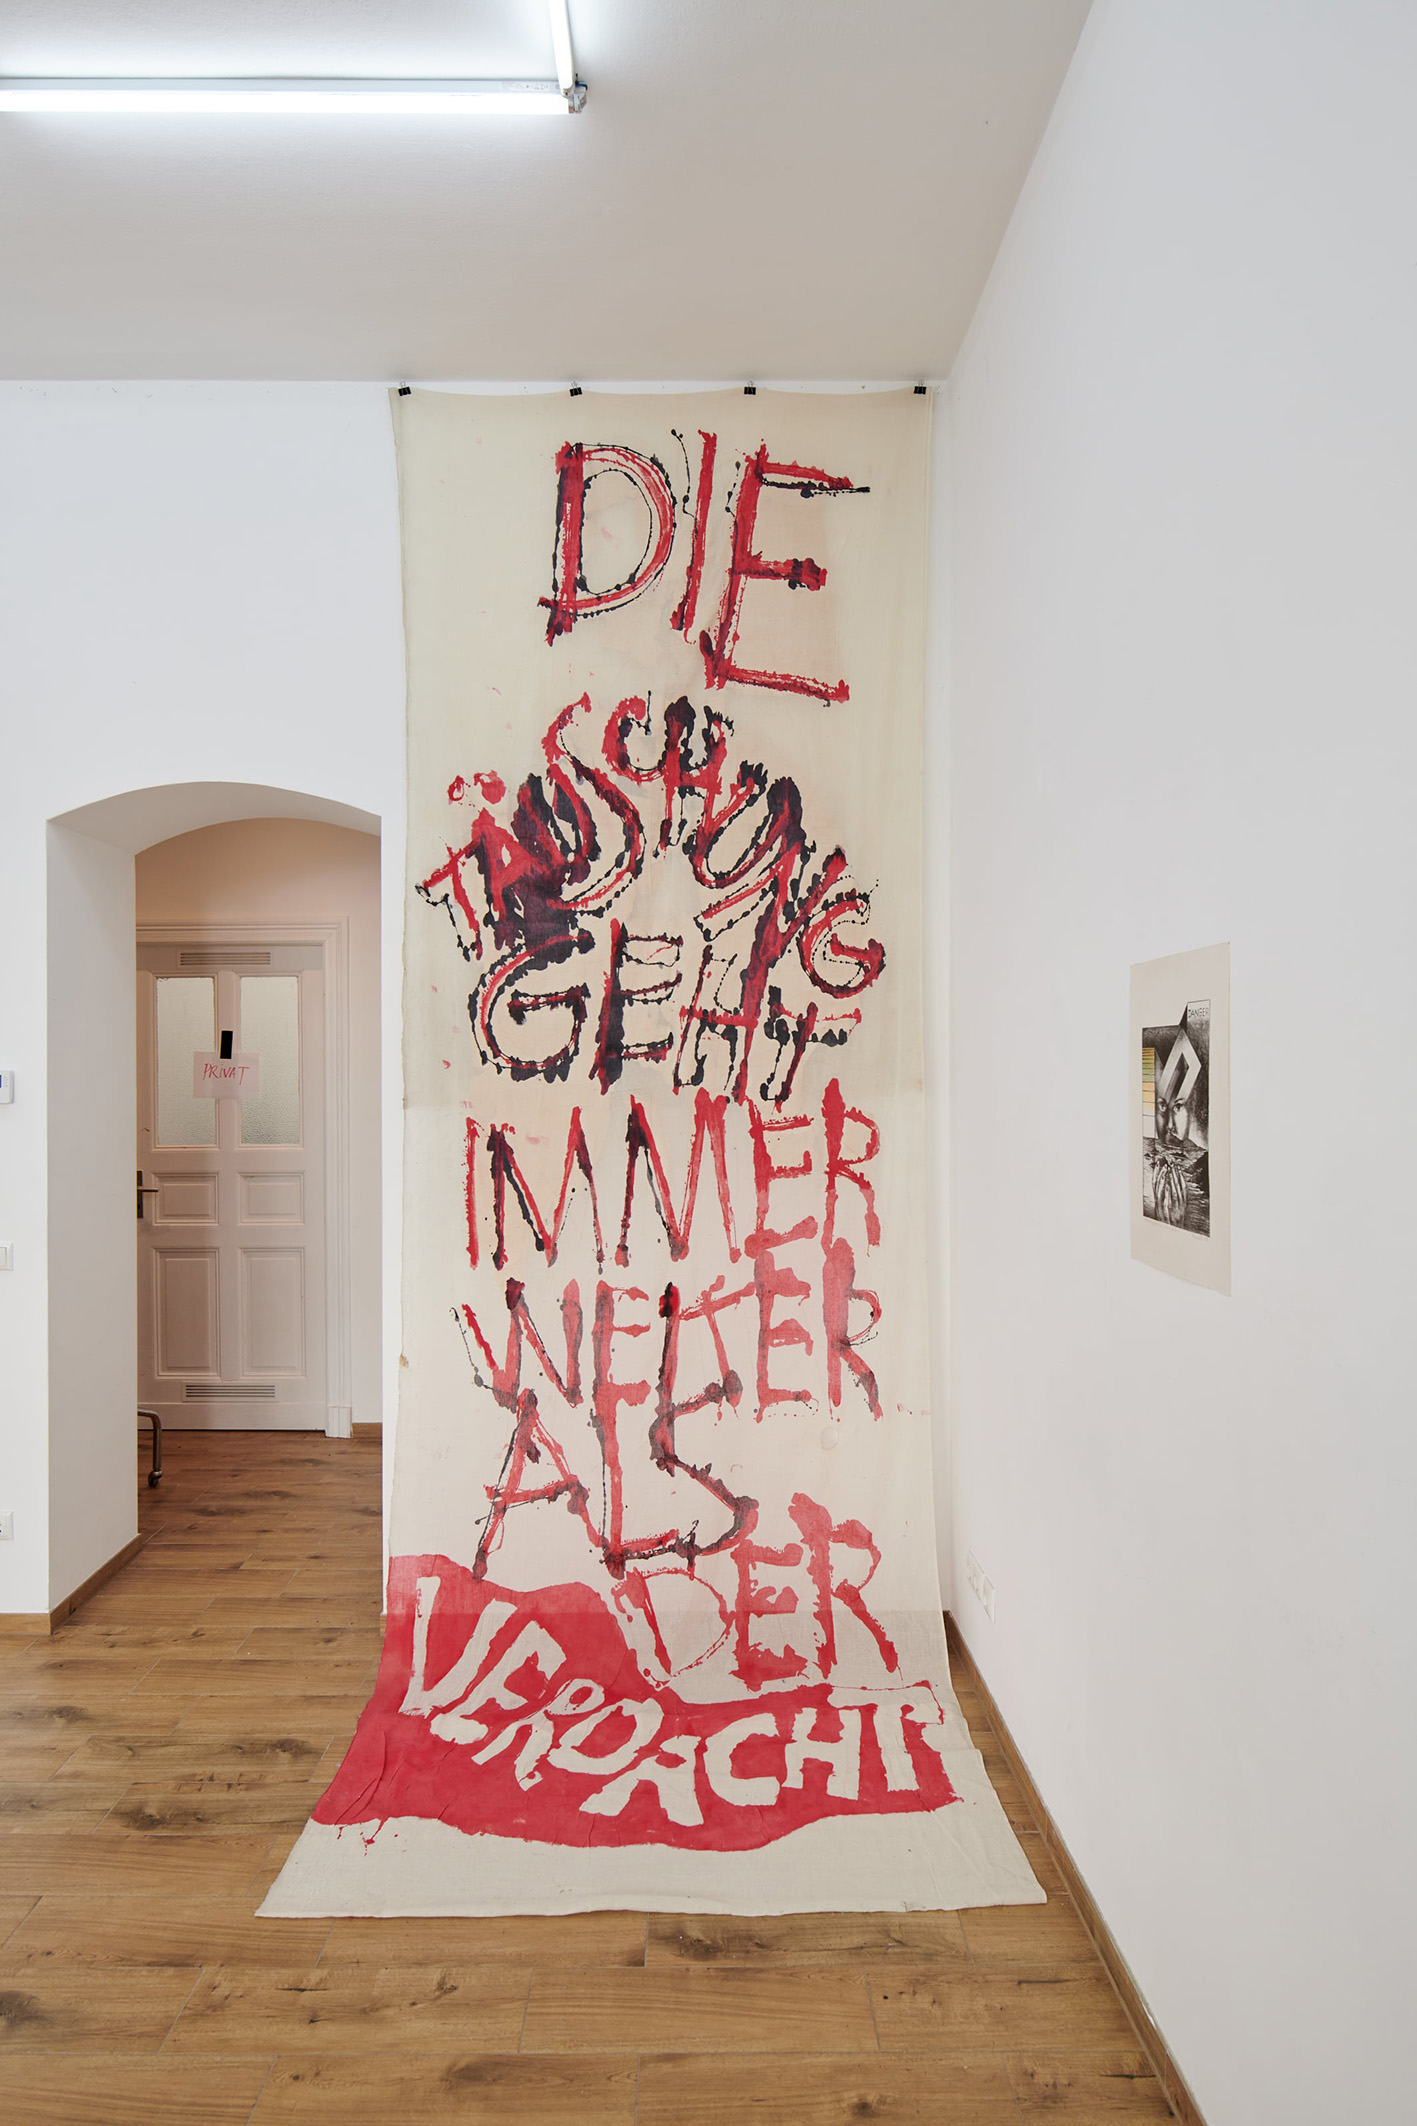 DIE
TÄUSCHUNG
GEHT
IMMER
WEITER
ALS
DER
VERDACHT
PRIVAT
DANGER